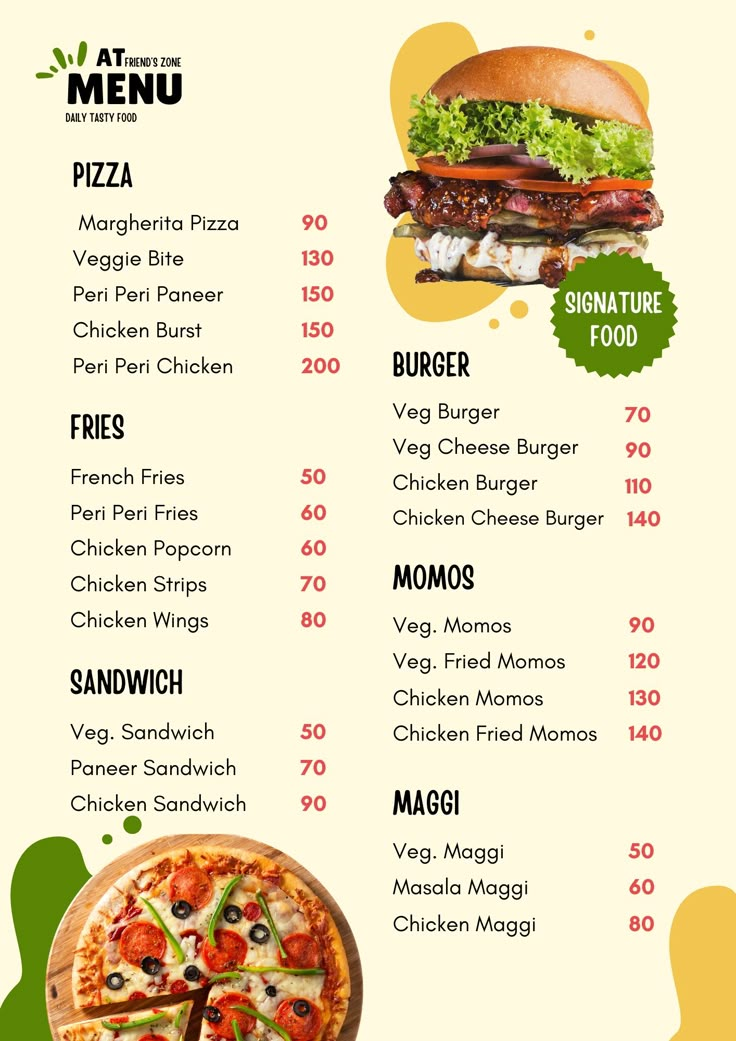 AT FRIEND'S ZONE
MENU
DAILY TASTY FOOD
PIZZA
Margherita Pizza 90
Veggie Bite 130
Peri Peri Paneer 150
Chicken Burst 150
Peri Peri Chicken 200
FRIES
French Fries 50
Peri Peri Fries 60
Chicken Popcorn 60
Chicken Strips 70
Chicken Wings 80
SANDWICH
Veg. Sandwich 50
Paneer Sandwich 70
Chicken Sandwich 90
SIGNATURE
FOOD
BURGER
Veg Burger 70
Veg Cheese Burger 90
Chicken Burger 110
Chicken Cheese Burger 140
MOMOS
Veg. Momos 90
Veg. Fried Momos 120
Chicken Momos 130
Chicken Fried Momos 140
MAGGI
Veg. Maggi 50
Masala Maggi 60
Chicken Maggi 80